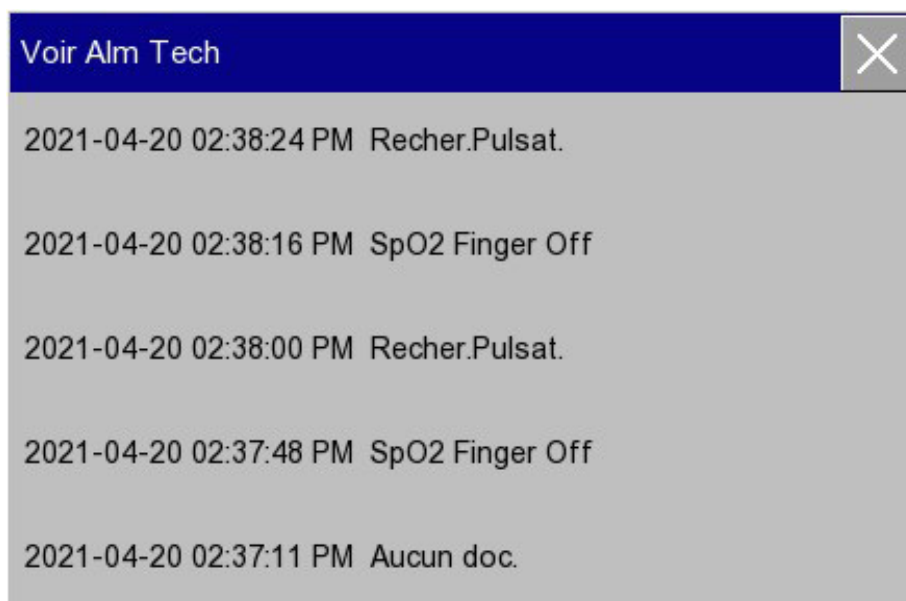 Voir Alm Tech
2021-04-20 02:38:24 PM Recher.Pulsat.
2021-04-20 02:38:16 PM SpO2 Finger Off
2021-04-20 02:38:00 PM Recher.Pulsat.
2021-04-20 02:37:48 PM SpO2 Finger Off
2021-04-20 02:37:11 PM Aucun doc.